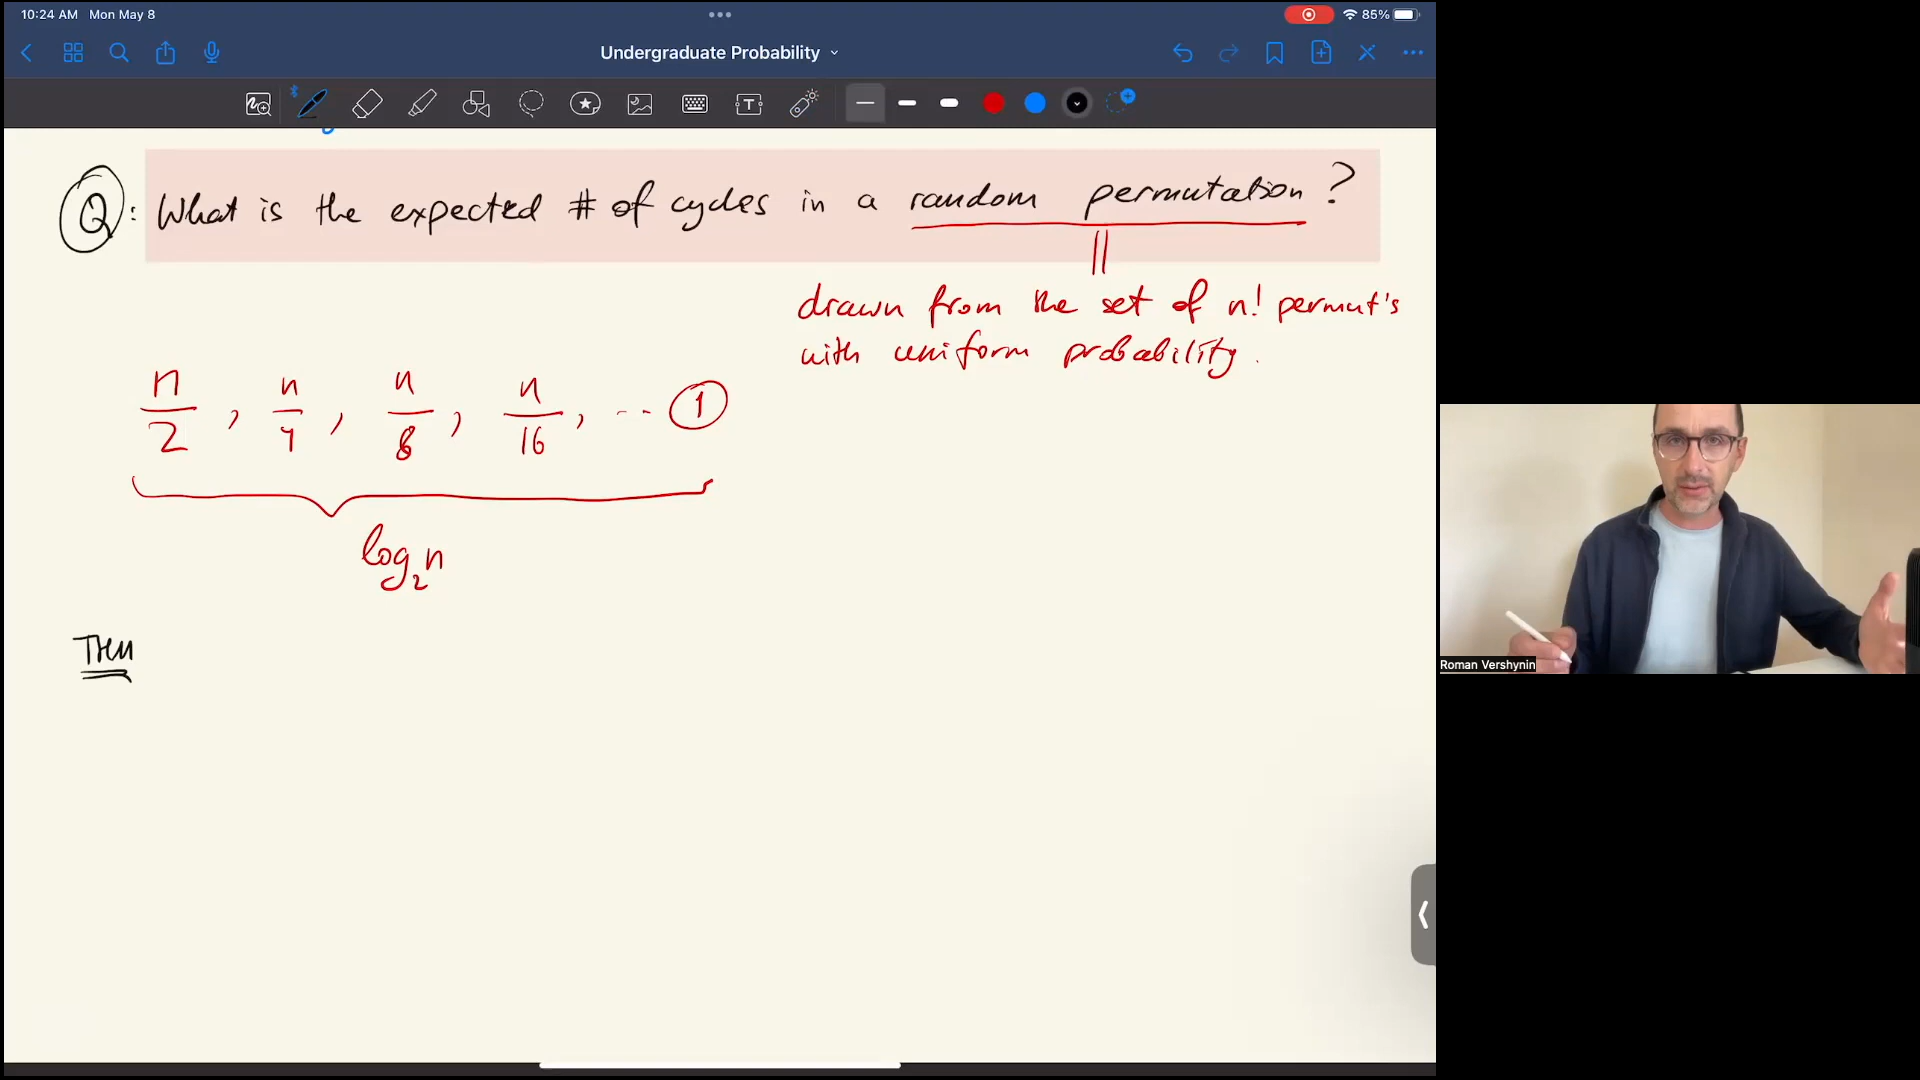 10:24 AM Mon May 8
85%
Undergraduate Probability
T
Q: What is the expected # of cycles in a random permutation?
||
drawn from the set of n! permut's
with uniform probability.
n/2, n/4, n/8, n/16, ... 1
log₂n
THM
Roman Vershynin